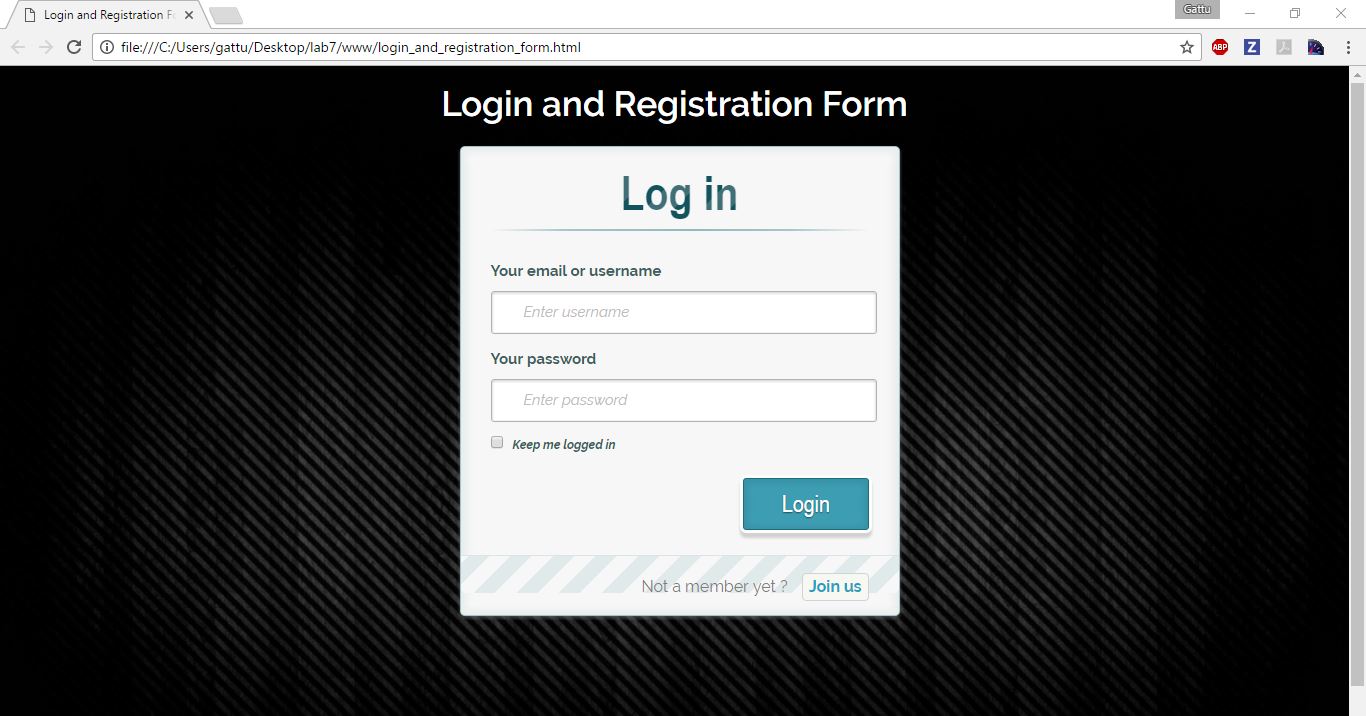 Login and Registration Fo
Gattu
file:///C:/Users/gattu/Desktop/lab7/www/login_and_registration_form.html
ABP
Z
Login and Registration Form
Log in
Your email or username
Enter username
Your password
Enter password
Keep me logged in
Login
Not a member yet ? Join us